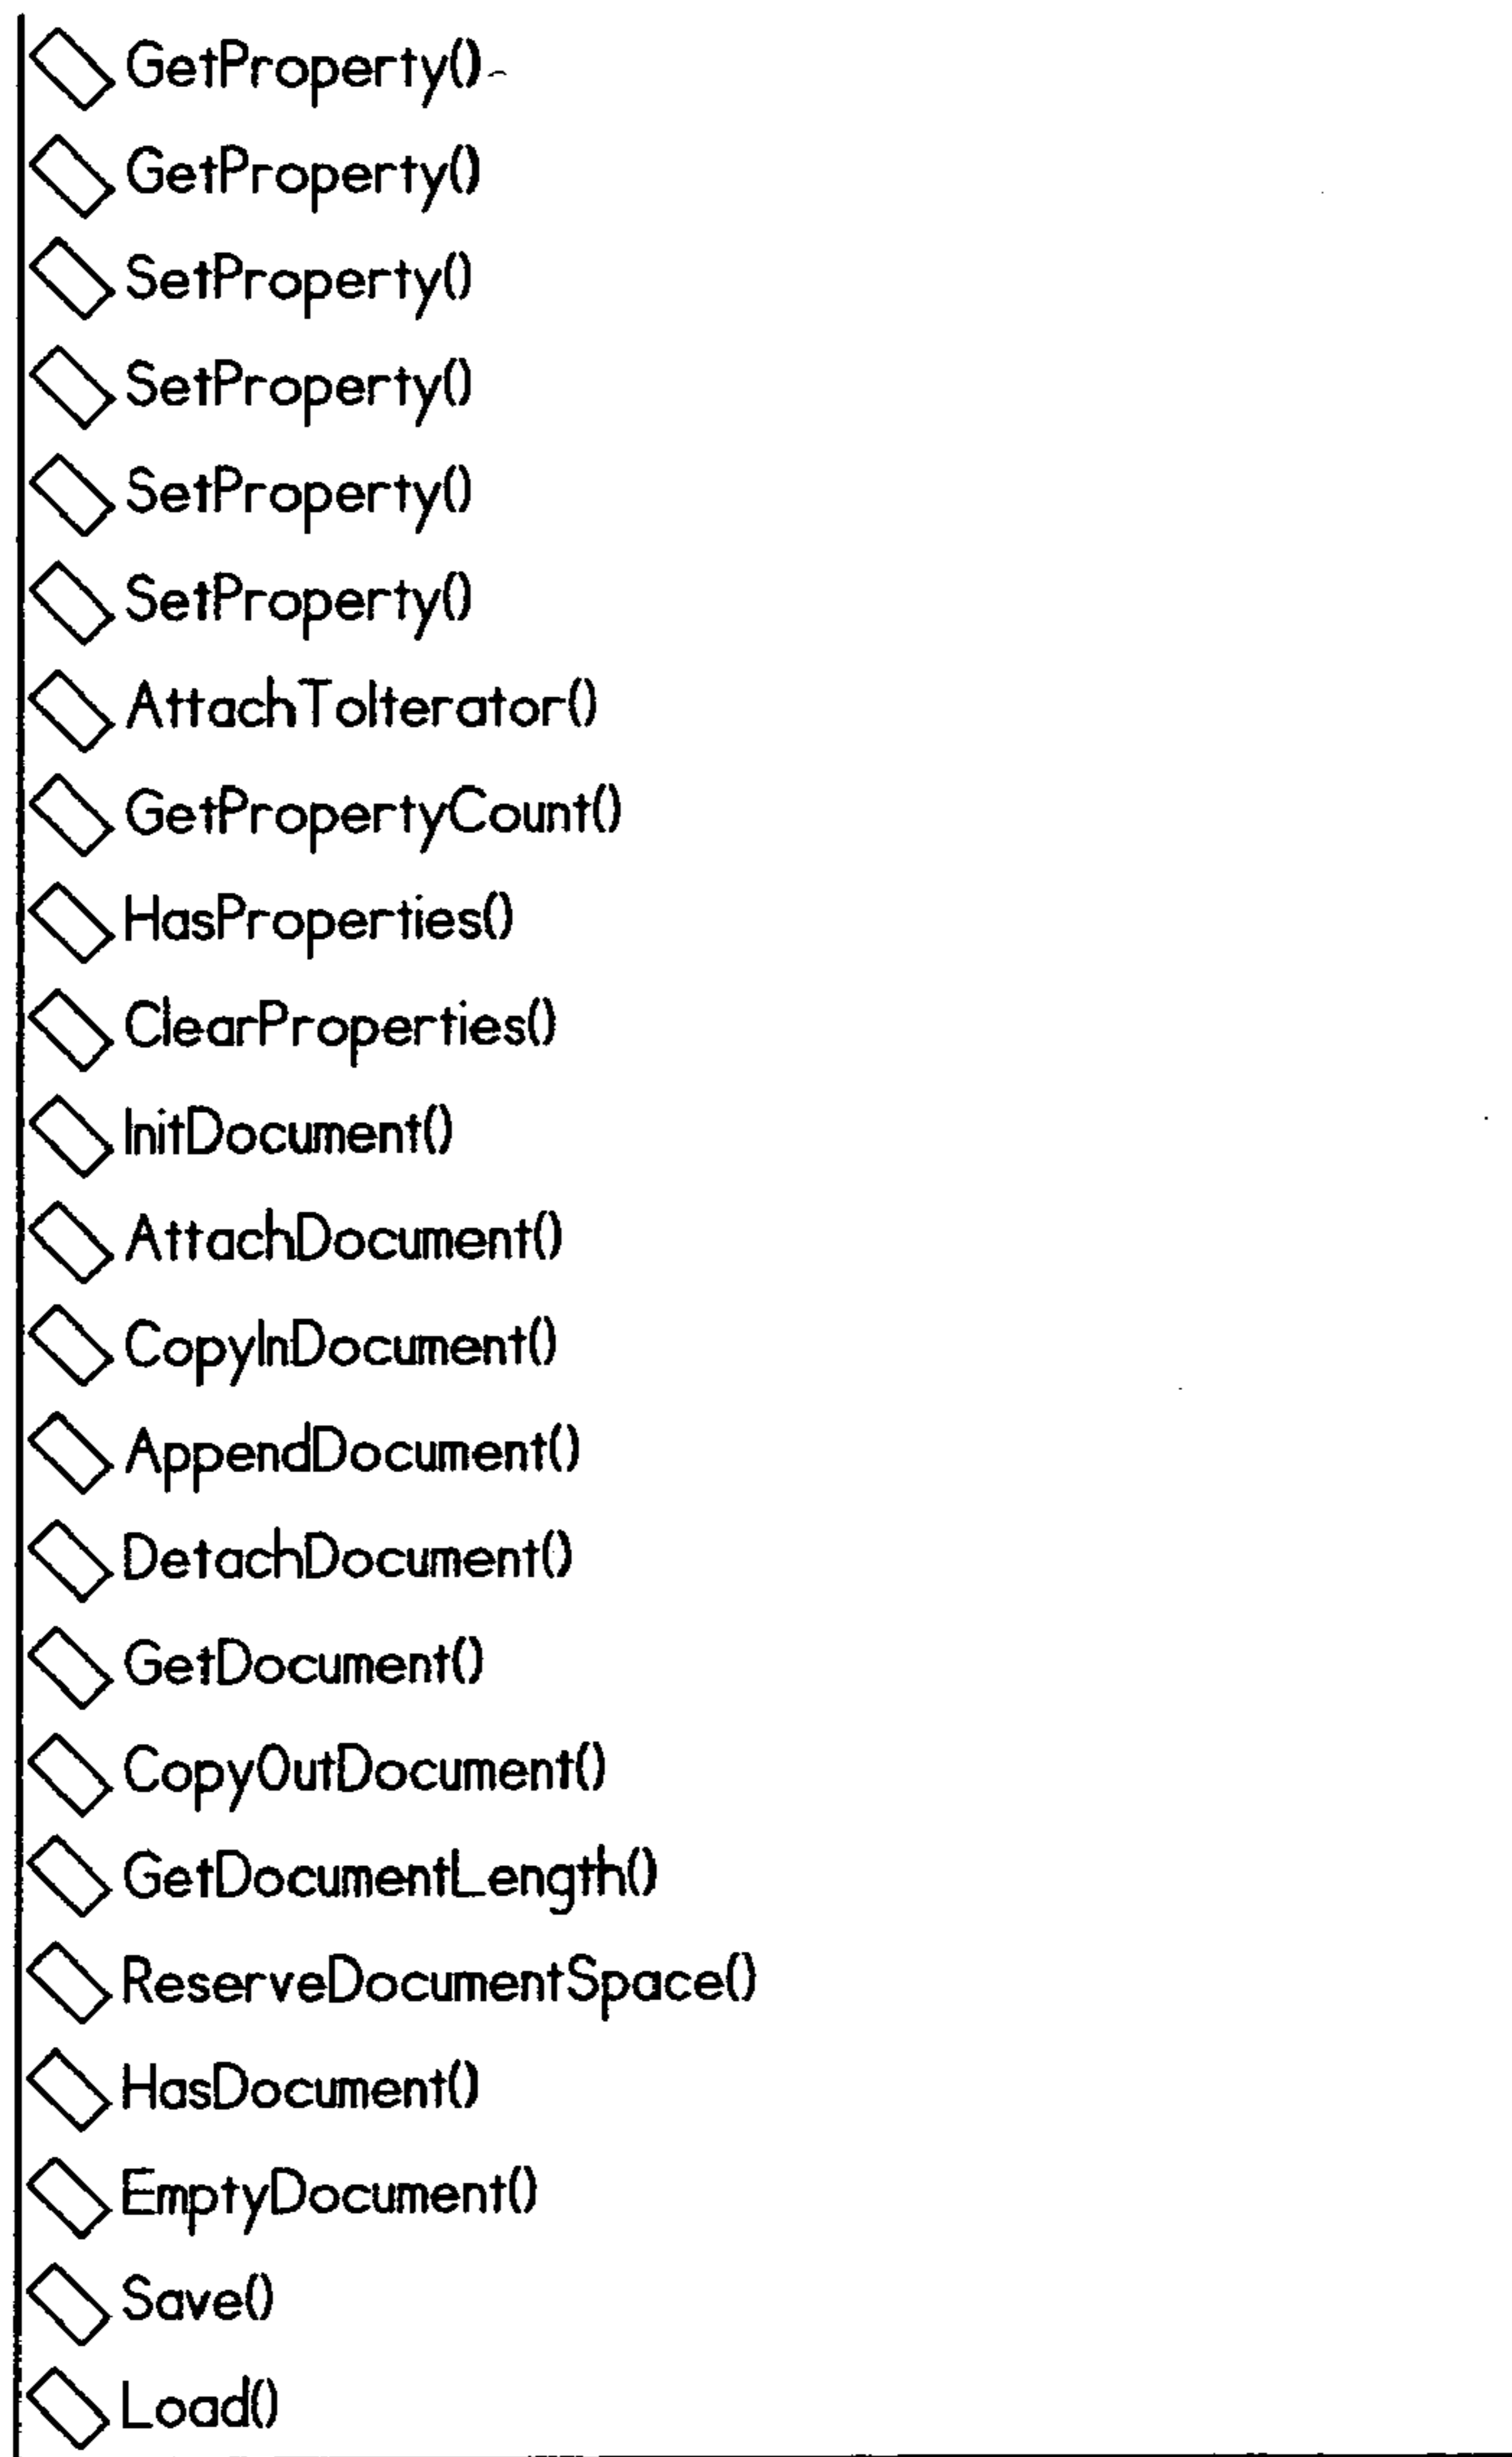 GetProperty()
GetProperty()
SetProperty()
SetProperty()
SetProperty()
SetProperty()
AttachToIterator()
GetPropertyCount()
HasProperties()
ClearProperties()
InitDocument()
AttachDocument()
CopyInDocument()
AppendDocument()
DetachDocument()
GetDocument()
CopyOutDocument()
GetDocumentLength()
ReserveDocumentSpace()
HasDocument()
EmptyDocument()
Save()
Load()